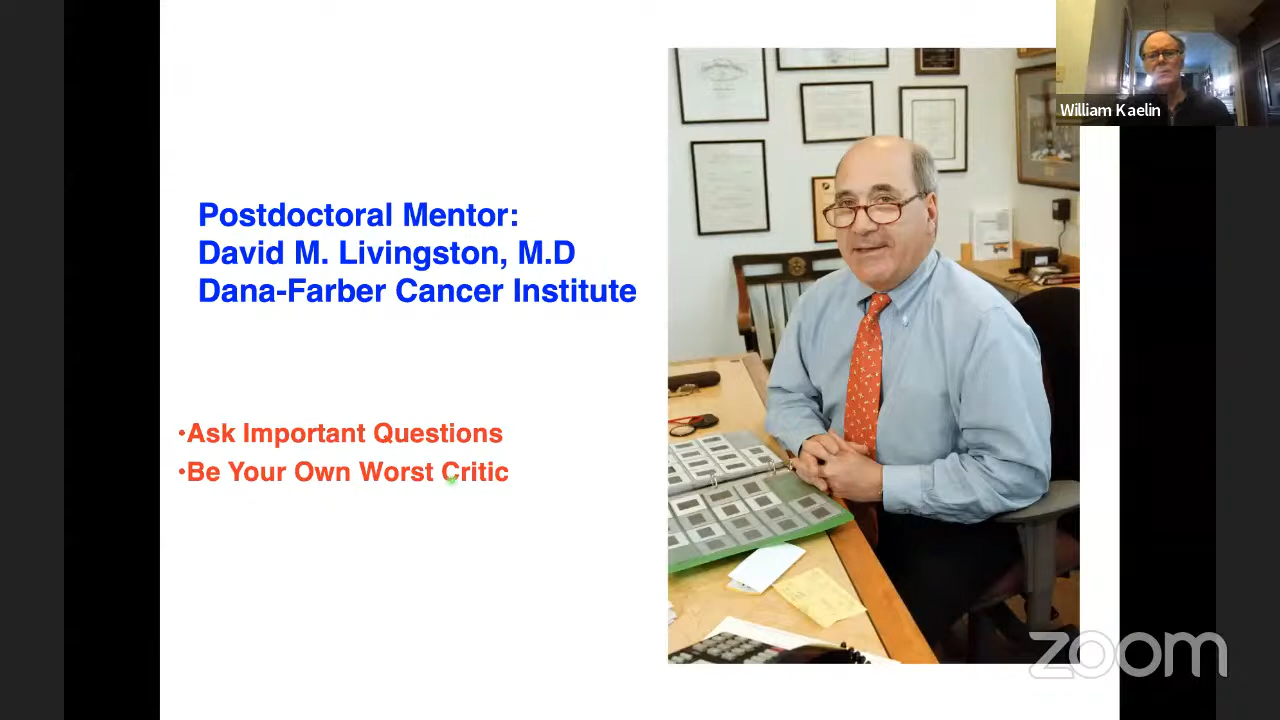 William Kaelin
Postdoctoral Mentor:
David M. Livingston, M.D
Dana-Farber Cancer Institute
•Ask Important Questions
•Be Your Own Worst Critic
zoom